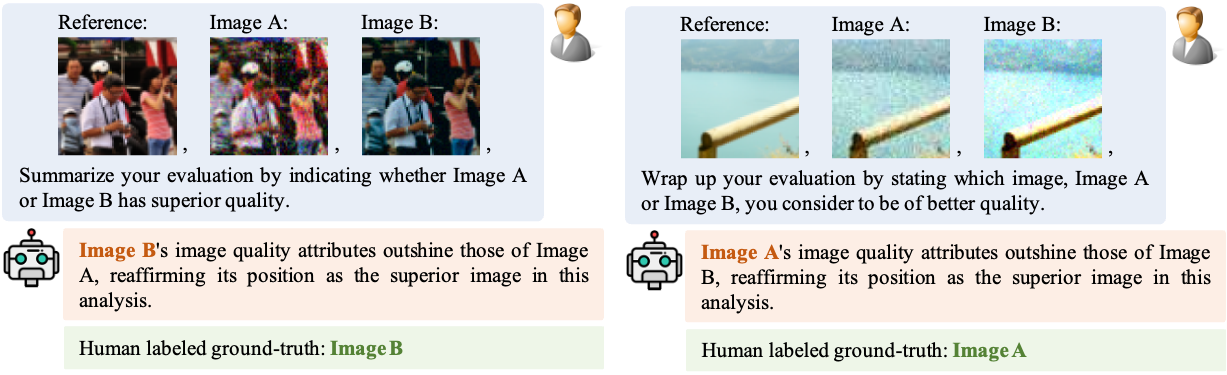 Reference: Image A: Image B:
, , ,
Summarize your evaluation by indicating whether Image A
or Image B has superior quality.
Image B's image quality attributes outshine those of Image
A, reaffirming its position as the superior image in this
analysis.
Human labeled ground-truth: Image B
Reference: Image A: Image B:
, , ,
Wrap up your evaluation by stating which image, Image A
or Image B, you consider to be of better quality.
Image A's image quality attributes outshine those of Image
B, reaffirming its position as the superior image in this
analysis.
Human labeled ground-truth: Image A